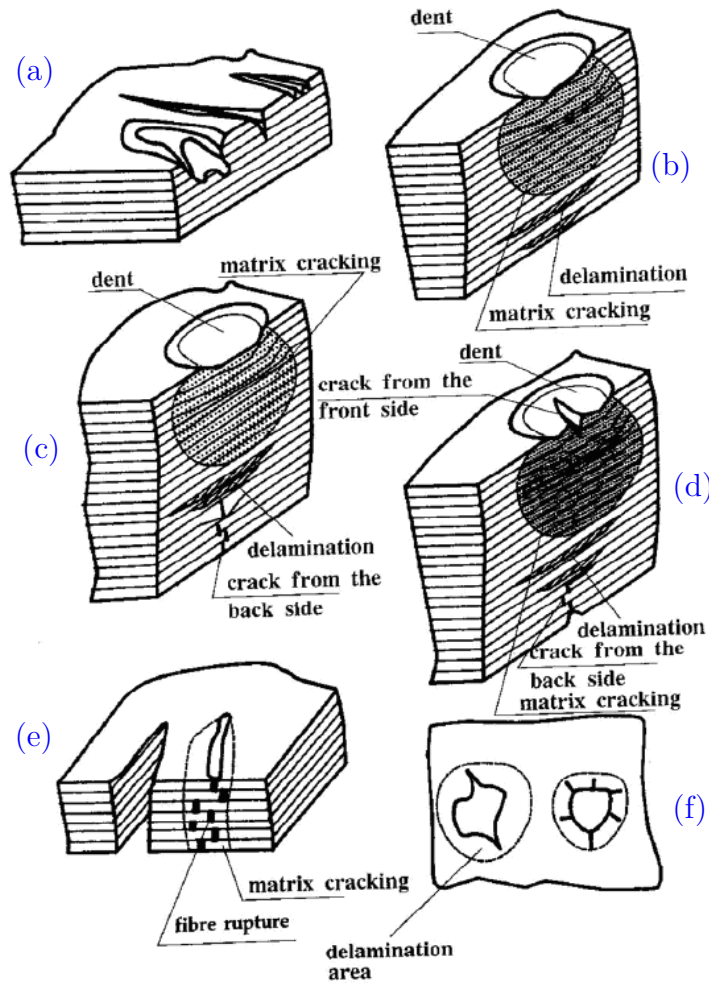 (a)
dent
(b)
delamination
matrix cracking
matrix cracking
dent
(c)
delamination
crack from the
back side
dent
crack from the
front side
(d)
delamination
crack from the
back side
matrix cracking
(e)
matrix cracking
fibre rupture
(f)
delamination
area